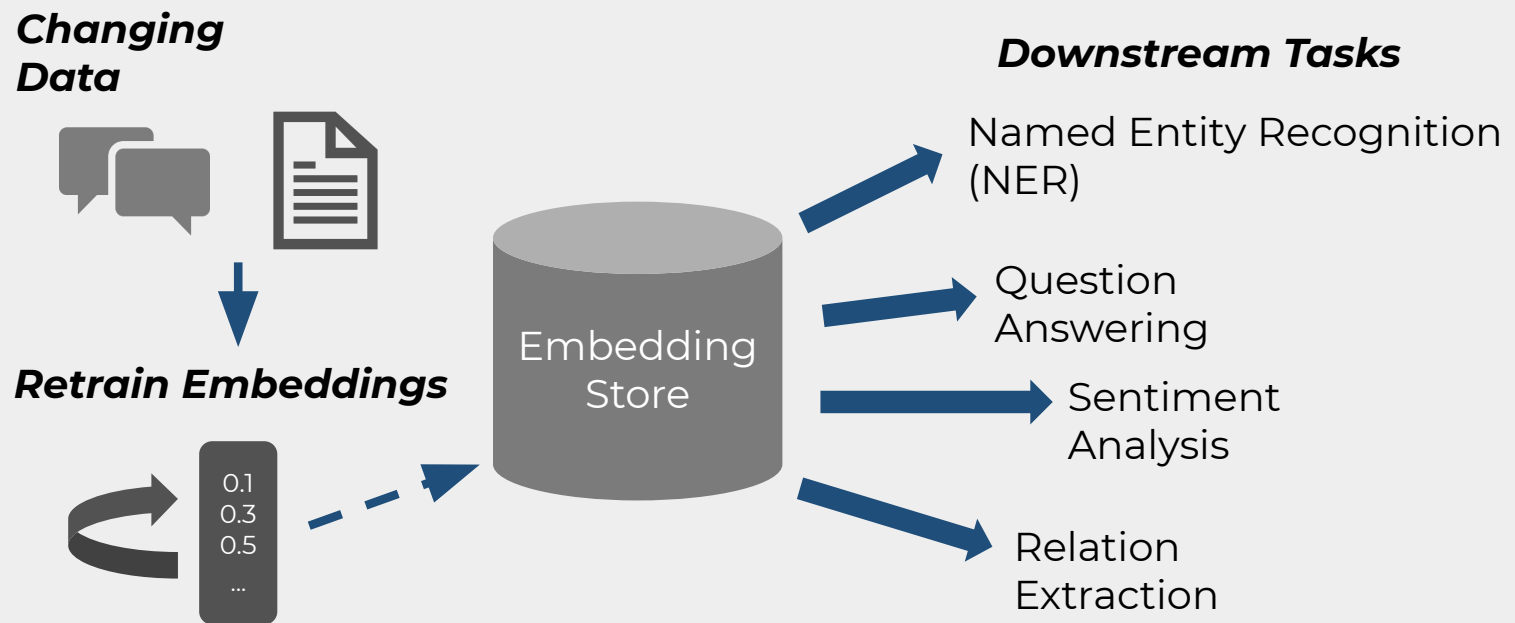 Changing
Data
Retrain Embeddings
0.1
0.3
0.5
...
Embedding
Store
Downstream Tasks
Named Entity Recognition
(NER)
Question
Answering
Sentiment
Analysis
Relation
Extraction